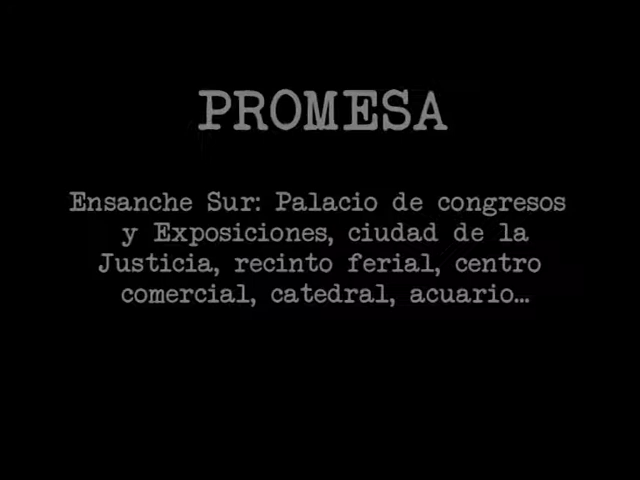 PROMESA
Ensanche Sur: Palacio de congresos
y Exposiciones, ciudad de la
Justicia, recinto ferial, centro
comercial, catedral, acuario...